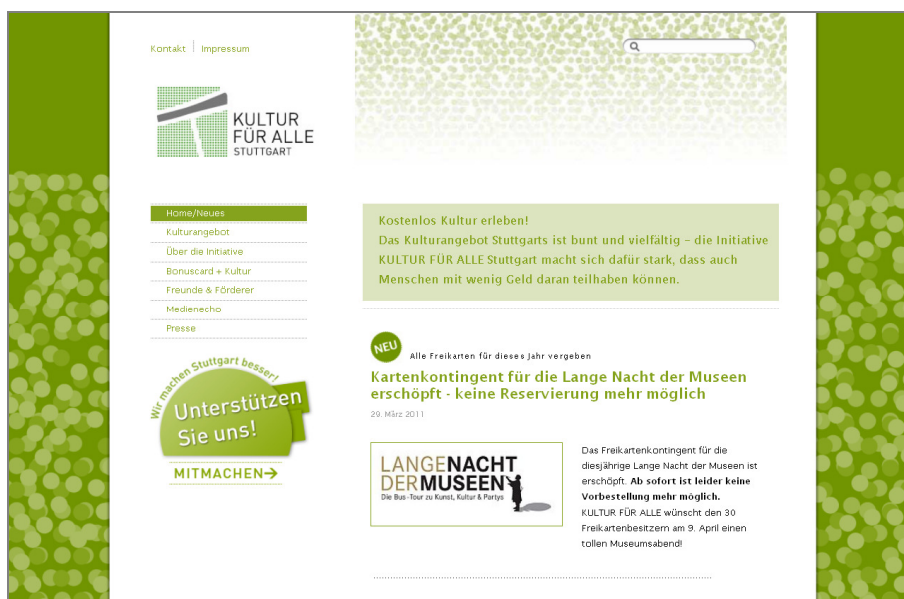 Kontakt Impressum
KULTUR
FÜR ALLE
STUTTGART
Home/Neues
Kulturangebot
Über die Initiative
Bonuscard + Kultur
Freunde & Förderer
Medienecho
Presse
Wir machen Stuttgart besser!
Unterstützen
Sie uns!
MITMACHEN→
Kostenlos Kultur erleben!
Das Kulturangebot Stuttgarts ist bunt und vielfältig – die Initiative
KULTUR FÜR ALLE Stuttgart macht sich dafür stark, dass auch
Menschen mit wenig Geld daran teilhaben können.
NEU
Alle Freikarten für dieses Jahr vergeben
Kartenkontingent für die Lange Nacht der Museen
erschöpft - keine Reservierung mehr möglich
29. März 2011
LANGENACHT
DERMUSEEN
Die Bus-Tour zu Kunst, Kultur & Partys
Das Freikartenkontingent für die
diesjährige Lange Nacht der Museen ist
erschöpft. Ab sofort ist leider keine
Vorbestellung mehr möglich.
KULTUR FÜR ALLE wünscht den 30
Freikartenbesitzern am 9. April einen
tollen Museumsabend!